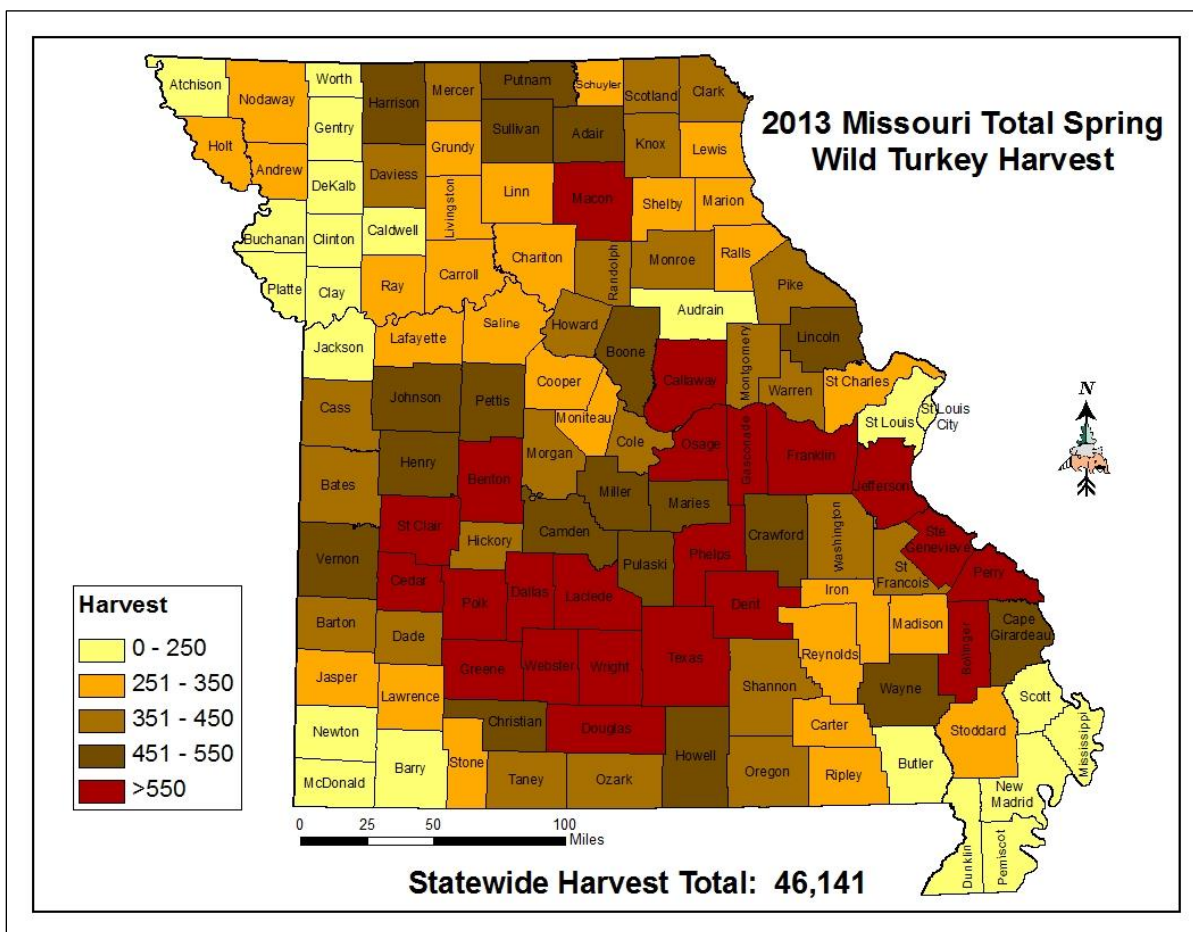 2013 Missouri Total Spring
Wild Turkey Harvest
Atchison
Nodaway
Worth
Harrison
Mercer
Putnam
Schuyler
Scotland
Clark
Gentry
Sullivan
Adair
Knox
Lewis
Holt
Andrew
DeKalb
Daviess
Grundy
Livingston
Linn
Macon
Shelby
Marion
Buchanan
Clinton
Caldwell
Chariton
Randolph
Monroe
Ralls
Platte
Clay
Ray
Carroll
Audrain
Pike
Jackson
Lafayette
Saline
Howard
Boone
Callaway
Montgomery
Lincoln
Warren
St Charles
St Louis
St Louis
City
Cass
Johnson
Pettis
Cooper
Moniteau
Cole
Osage
Gasconade
Franklin
Jefferson
Bates
Henry
Benton
Morgan
Miller
Maries
N
Vernon
St Clair
Hickory
Camden
Pulaski
Phelps
Crawford
Washington
St
Francois
Ste
Genevieve
Perry
Cedar
Polk
Dallas
Laclede
Dent
Iron
Madison
Bollinger
Cape
Girardeau
Barton
Dade
Greene
Webster
Wright
Texas
Shannon
Reynolds
Wayne
Jasper
Lawrence
Christian
Douglas
Howell
Carter
Stoddard
Scott
Mississippi
Newton
McDonald
Barry
Stone
Taney
Ozark
Oregon
Ripley
Butler
New
Madrid
Dunklin
Pemiscot
Harvest
0 - 250
251 - 350
351 - 450
451 - 550
>550
0 25 50 100
Miles
Statewide Harvest Total: 46,141